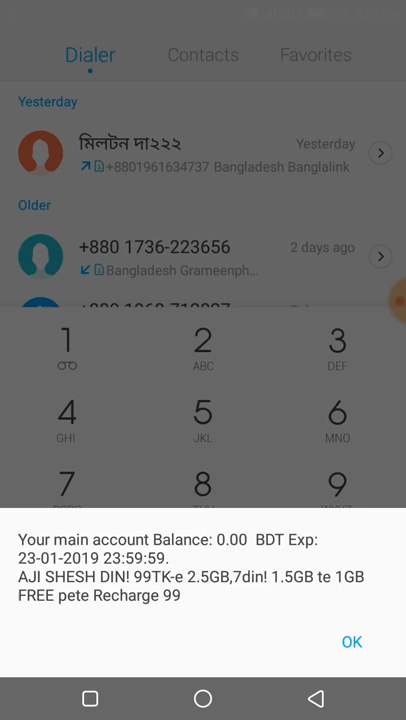 Dialer Contacts Favorites
Yesterday
মিলটন দা২২২ Yesterday
+8801961634737 Bangladesh Banglalink
Older
+880 1736-223656 2 days ago
Bangladesh Grameenph...
1 2 3
ABC DEF
4 5 6
GHI JKL MNO
7 8 9
Your main account Balance: 0.00 BDT Exp:
23-01-2019 23:59:59.
AJI SHESH DIN! 99TK-e 2.5GB,7din! 1.5GB te 1GB
FREE pete Recharge 99
OK